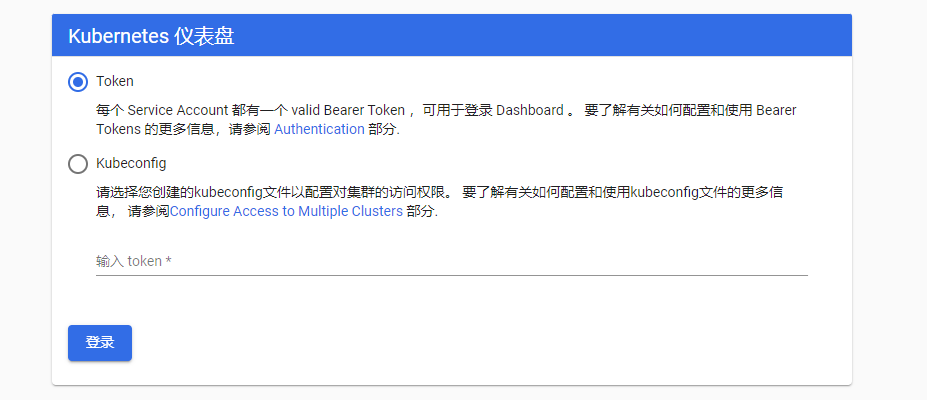 Kubernetes 仪表盘
Token
每个 Service Account 都有一个 valid Bearer Token ，可用于登录 Dashboard 。 要了解有关如何配置和使用 Bearer
Tokens 的更多信息，请参阅 Authentication 部分.
Kubeconfig
请选择您创建的kubeconfig文件以配置对集群的访问权限。 要了解有关如何配置和使用kubeconfig文件的更多信
息， 请参阅Configure Access to Multiple Clusters 部分.
输入 token *
登录